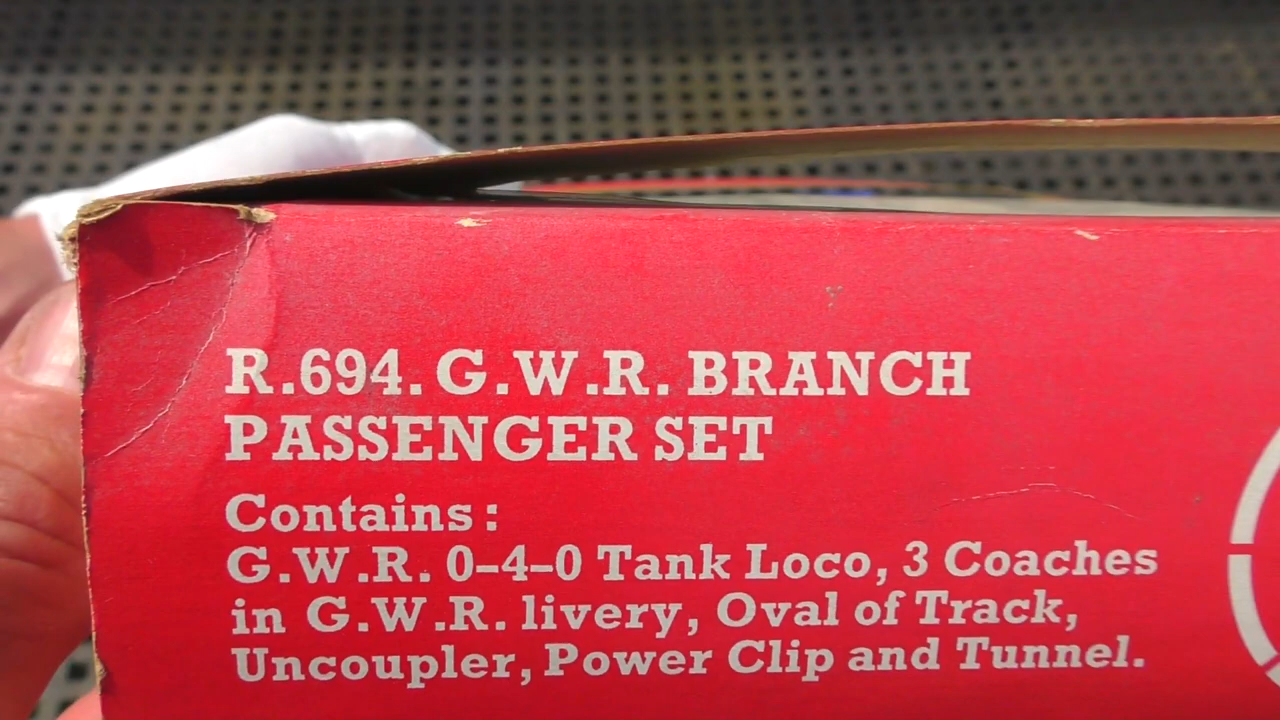 R.694. G.W.R. BRANCH
PASSENGER SET
Contains:
G.W.R. 0-4-0 Tank Loco, 3 Coaches
in G.W.R. livery, Oval of Track,
Uncoupler, Power Clip and Tunnel.